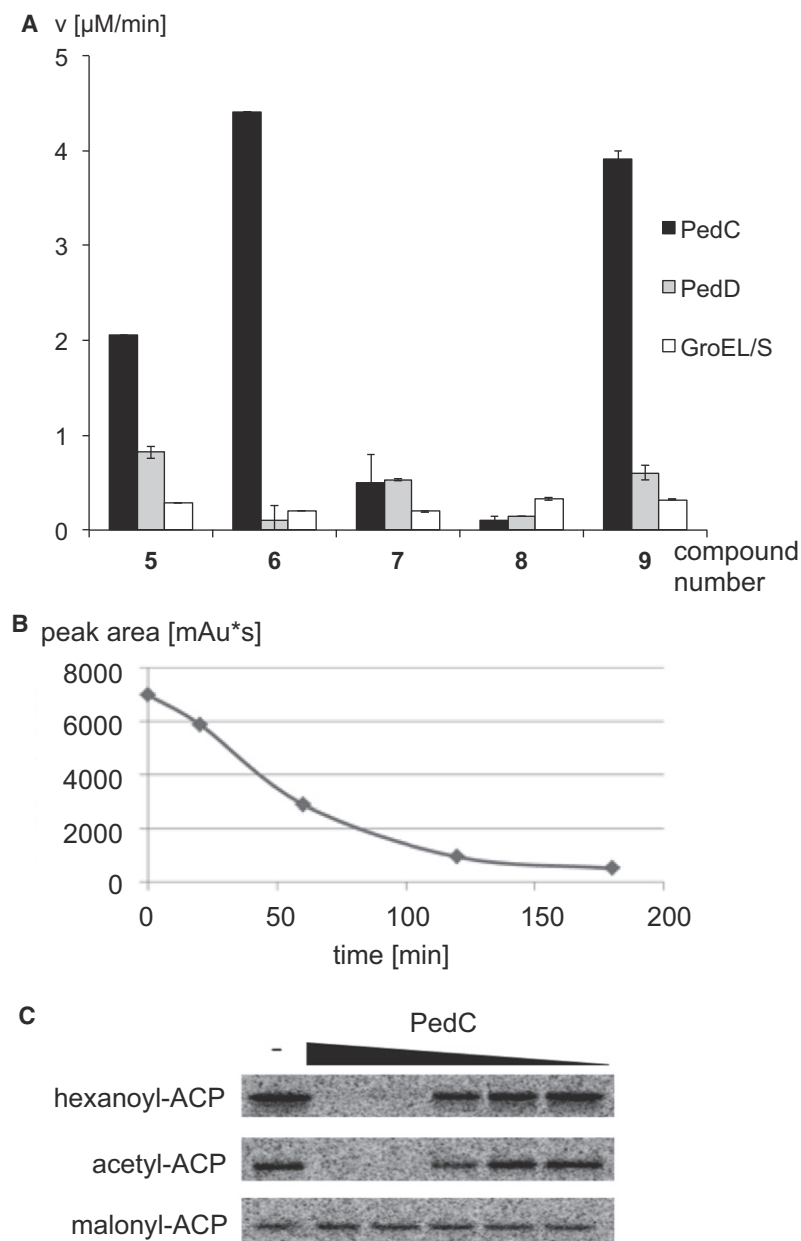 A v [µM/min]
5
4
3
2
1
0
PedC
PedD
GroEL/S
5 6 7 8 9 compound
number
B peak area [mAu*s]
8000
6000
4000
2000
0
0 50 100 150 200
time [min]
C
PedC
–
hexanoyl-ACP
acetyl-ACP
malonyl-ACP